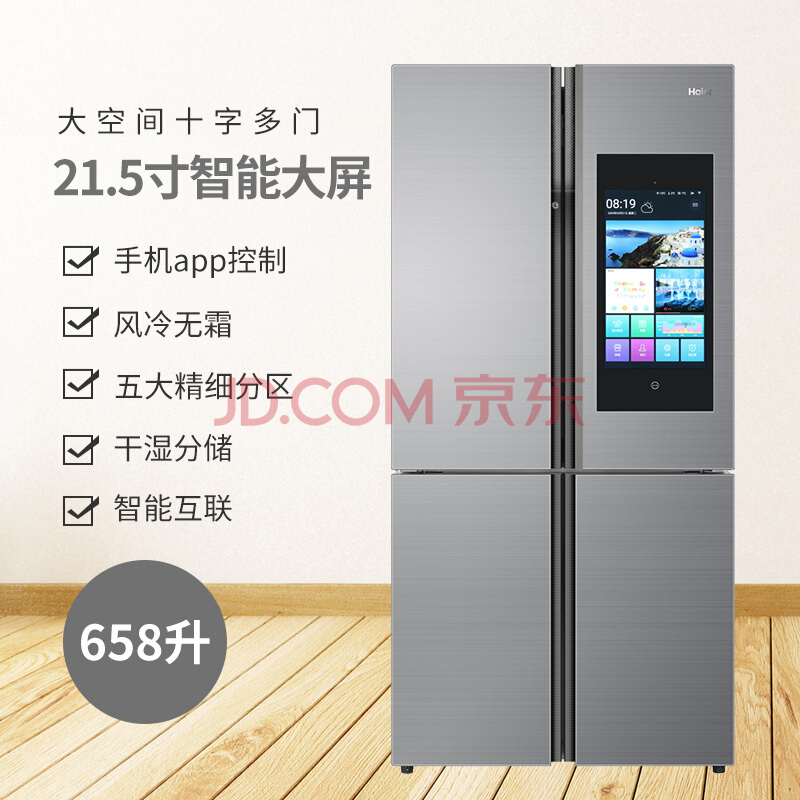 大空间十字多门
21.5寸智能大屏
手机app控制
风冷无霜
五大精细分区
干湿分储
智能互联
658升
Haier
08:19
JD.COM 京东